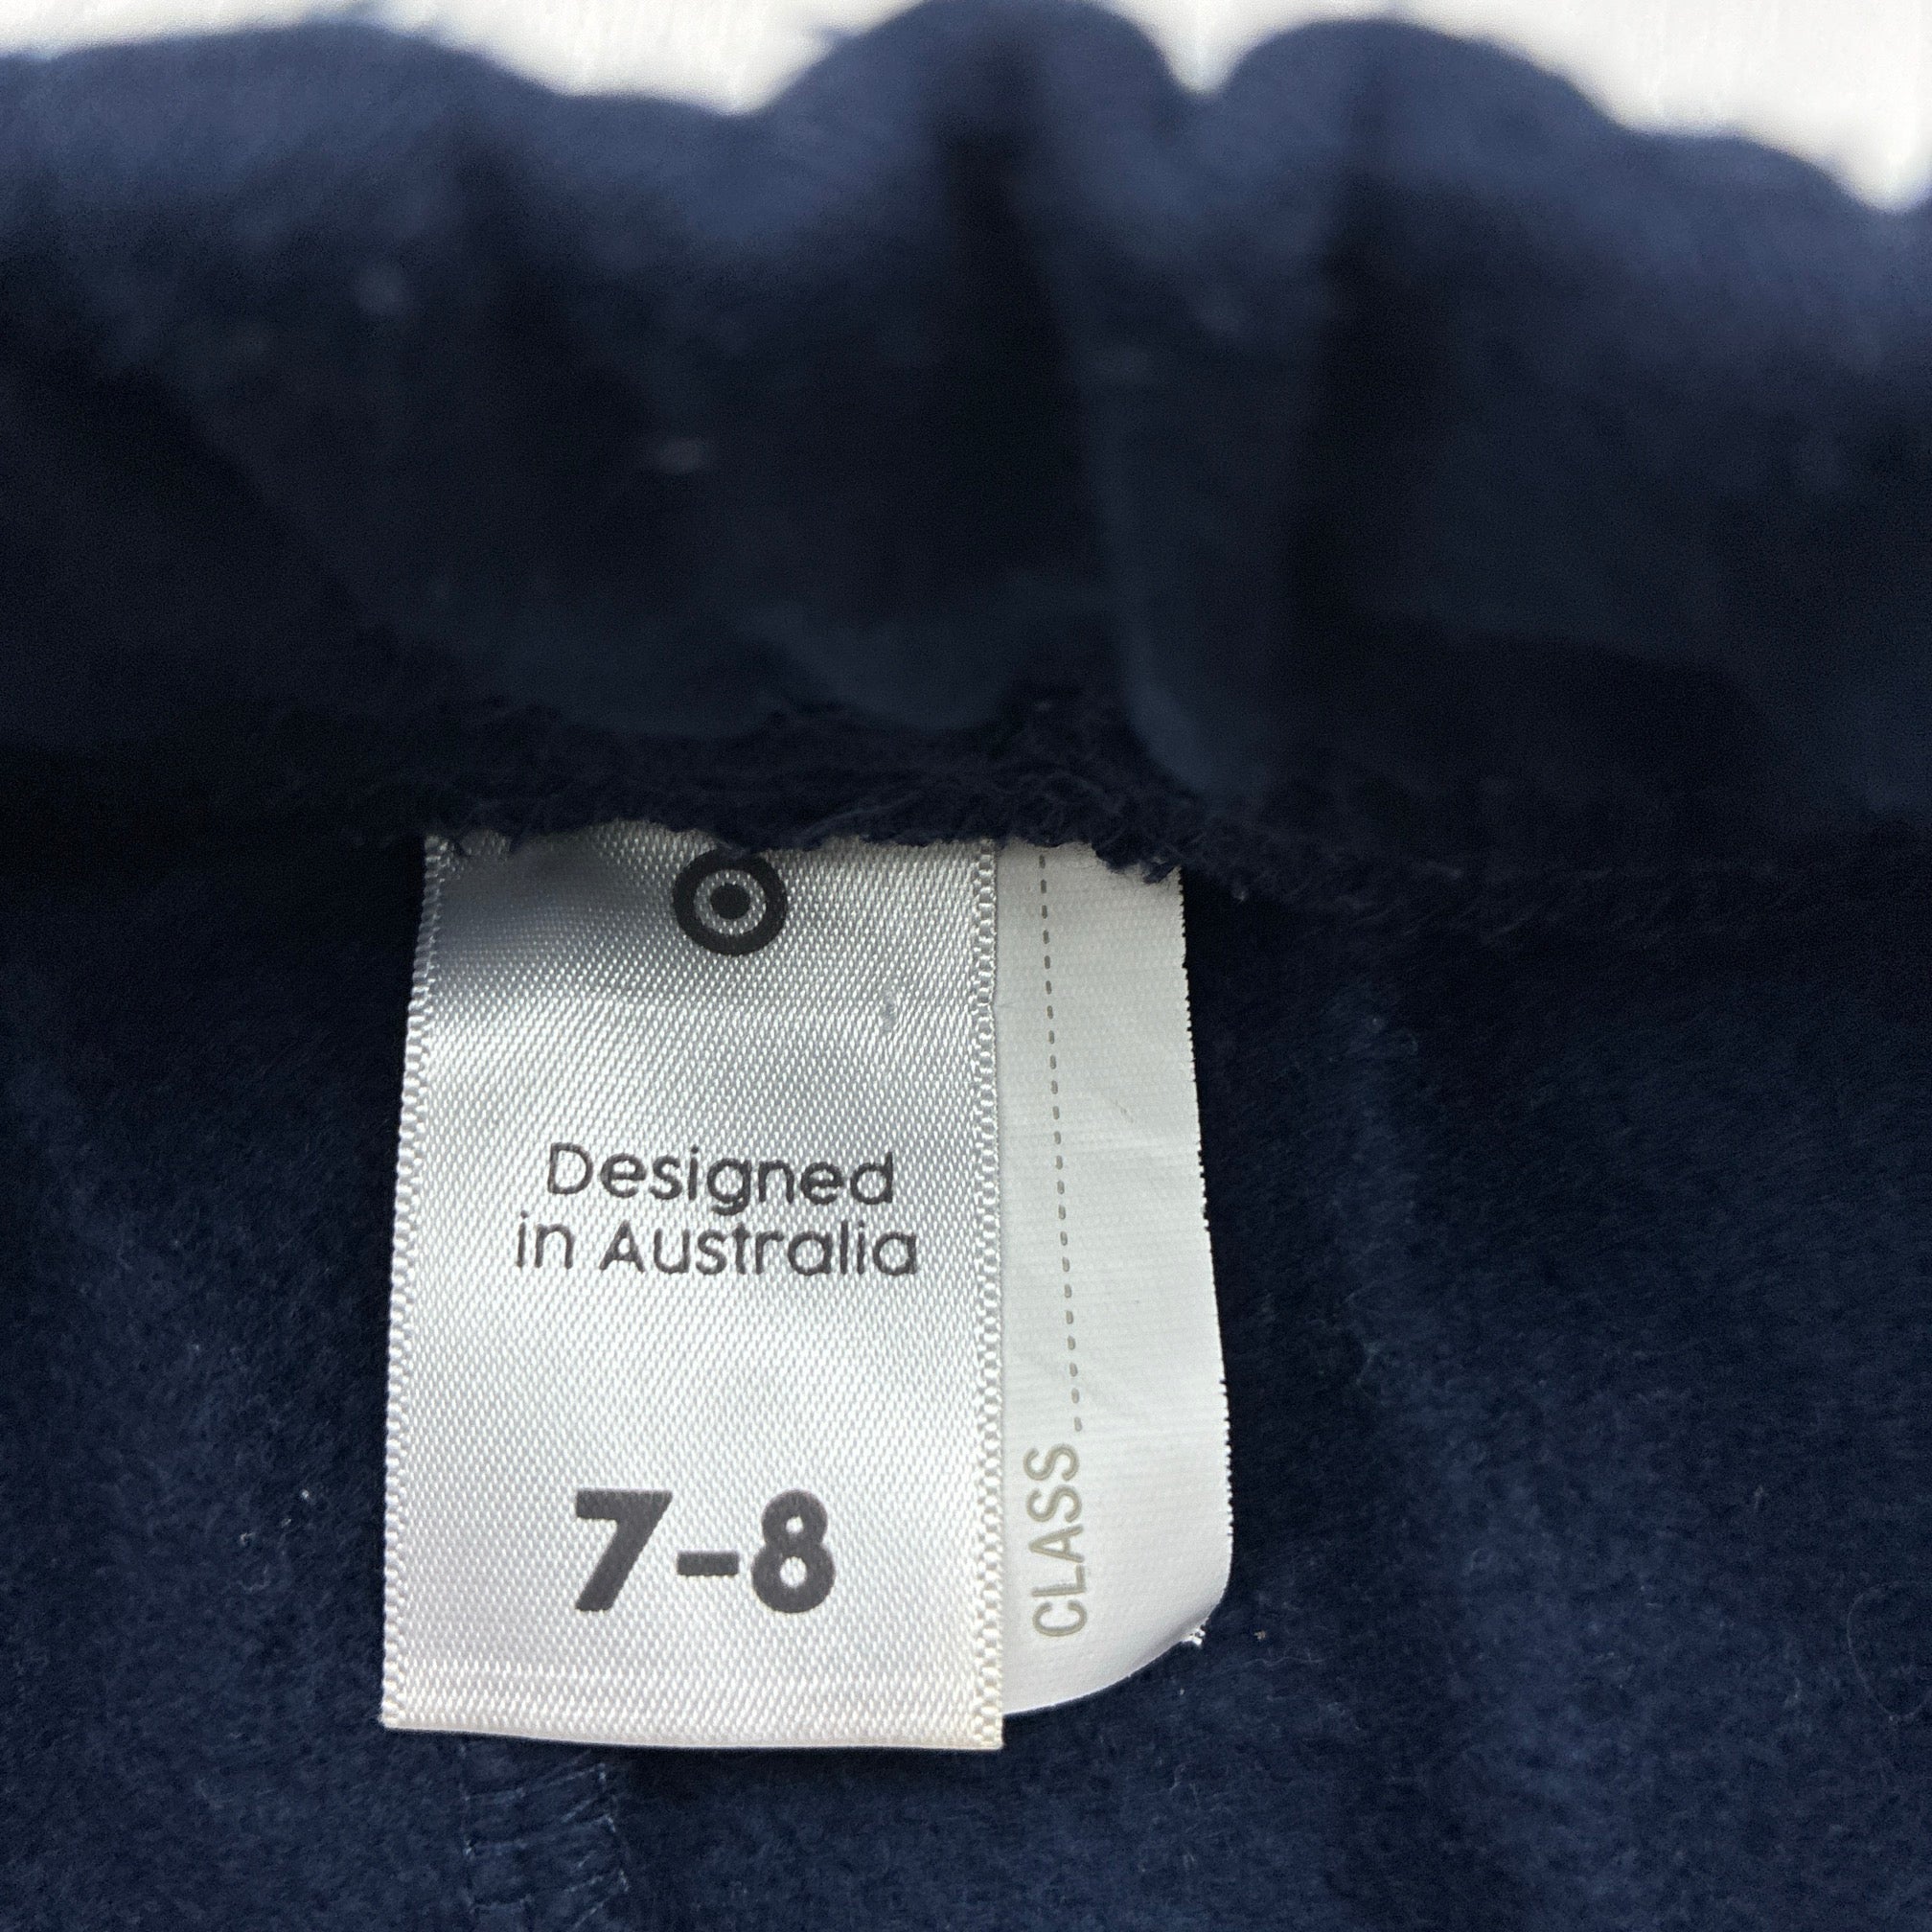 Designed
in Australia
7-8
CLASS